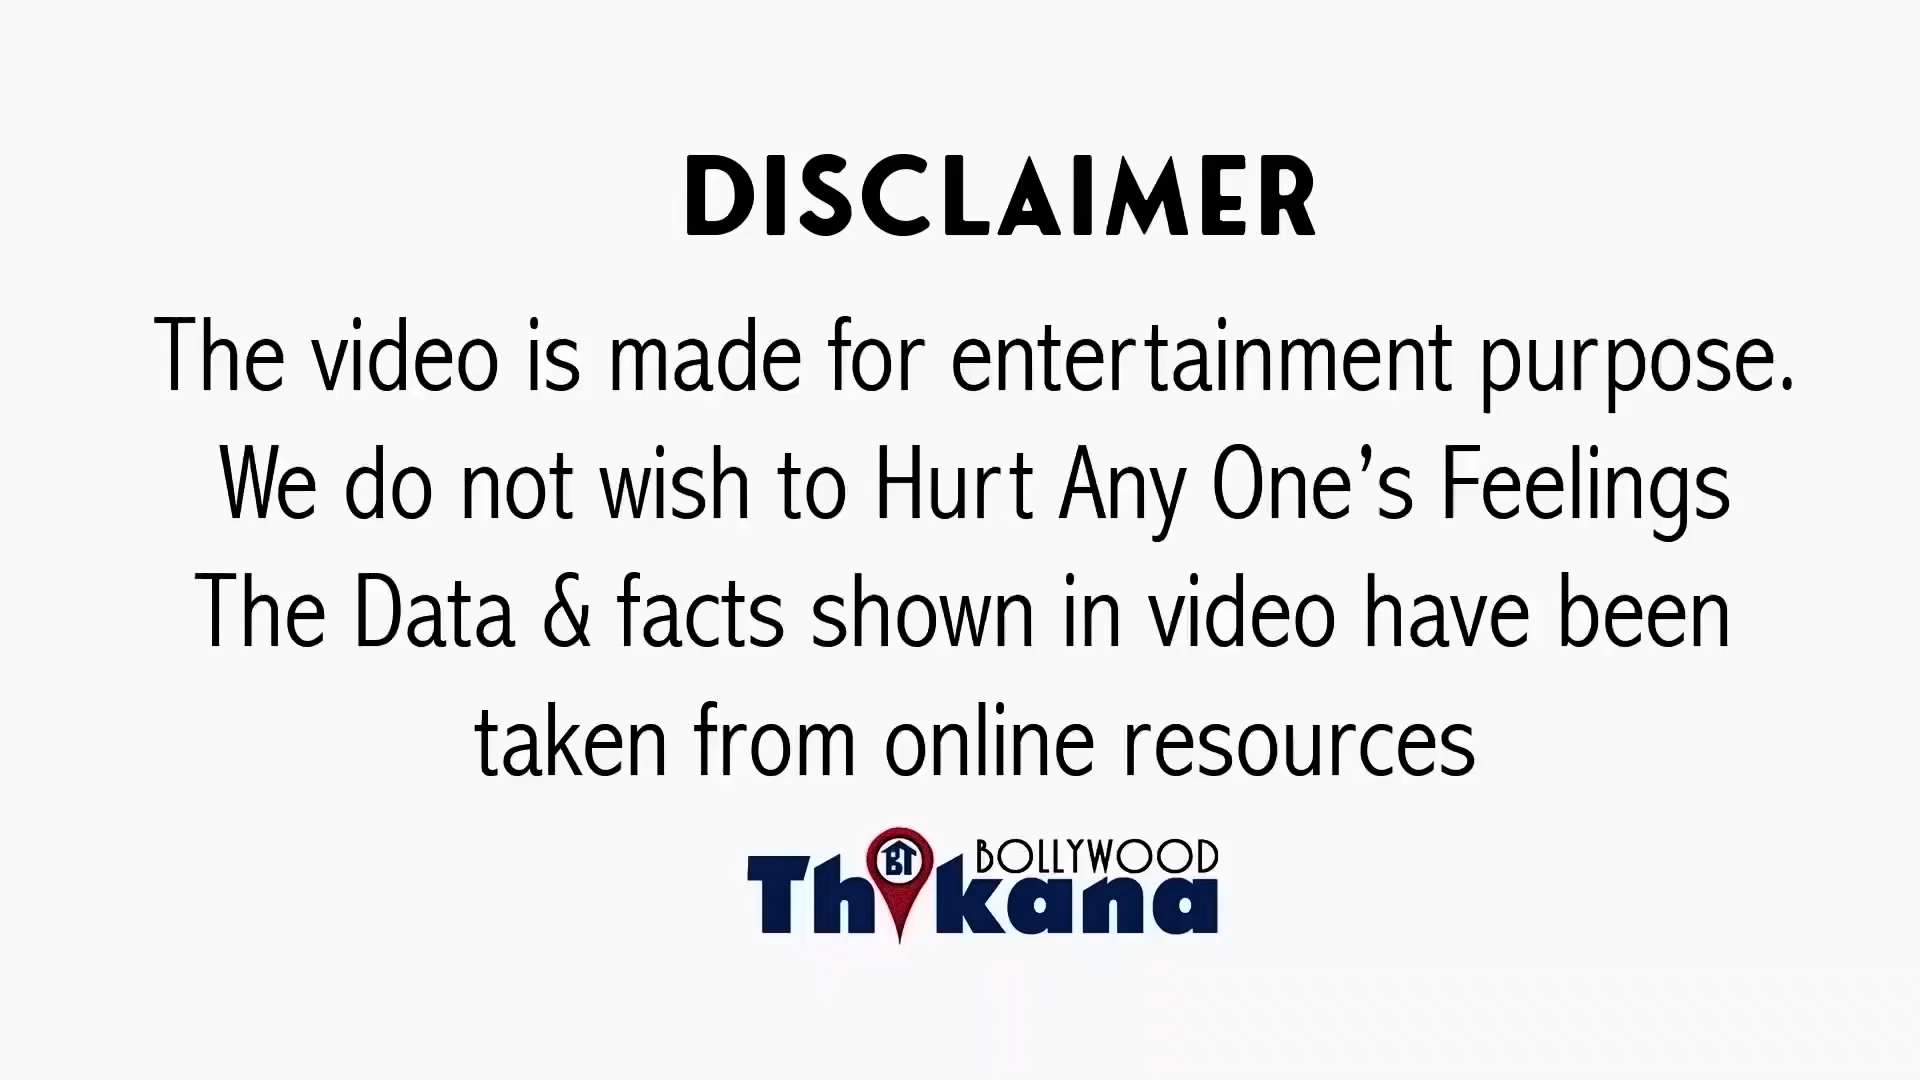 DISCLAIMER
The video is made for entertainment purpose.
We do not wish to Hurt Any One’s Feelings
The Data & facts shown in video have been
taken from online resources
BOLLYWOOD
BT
Thikana